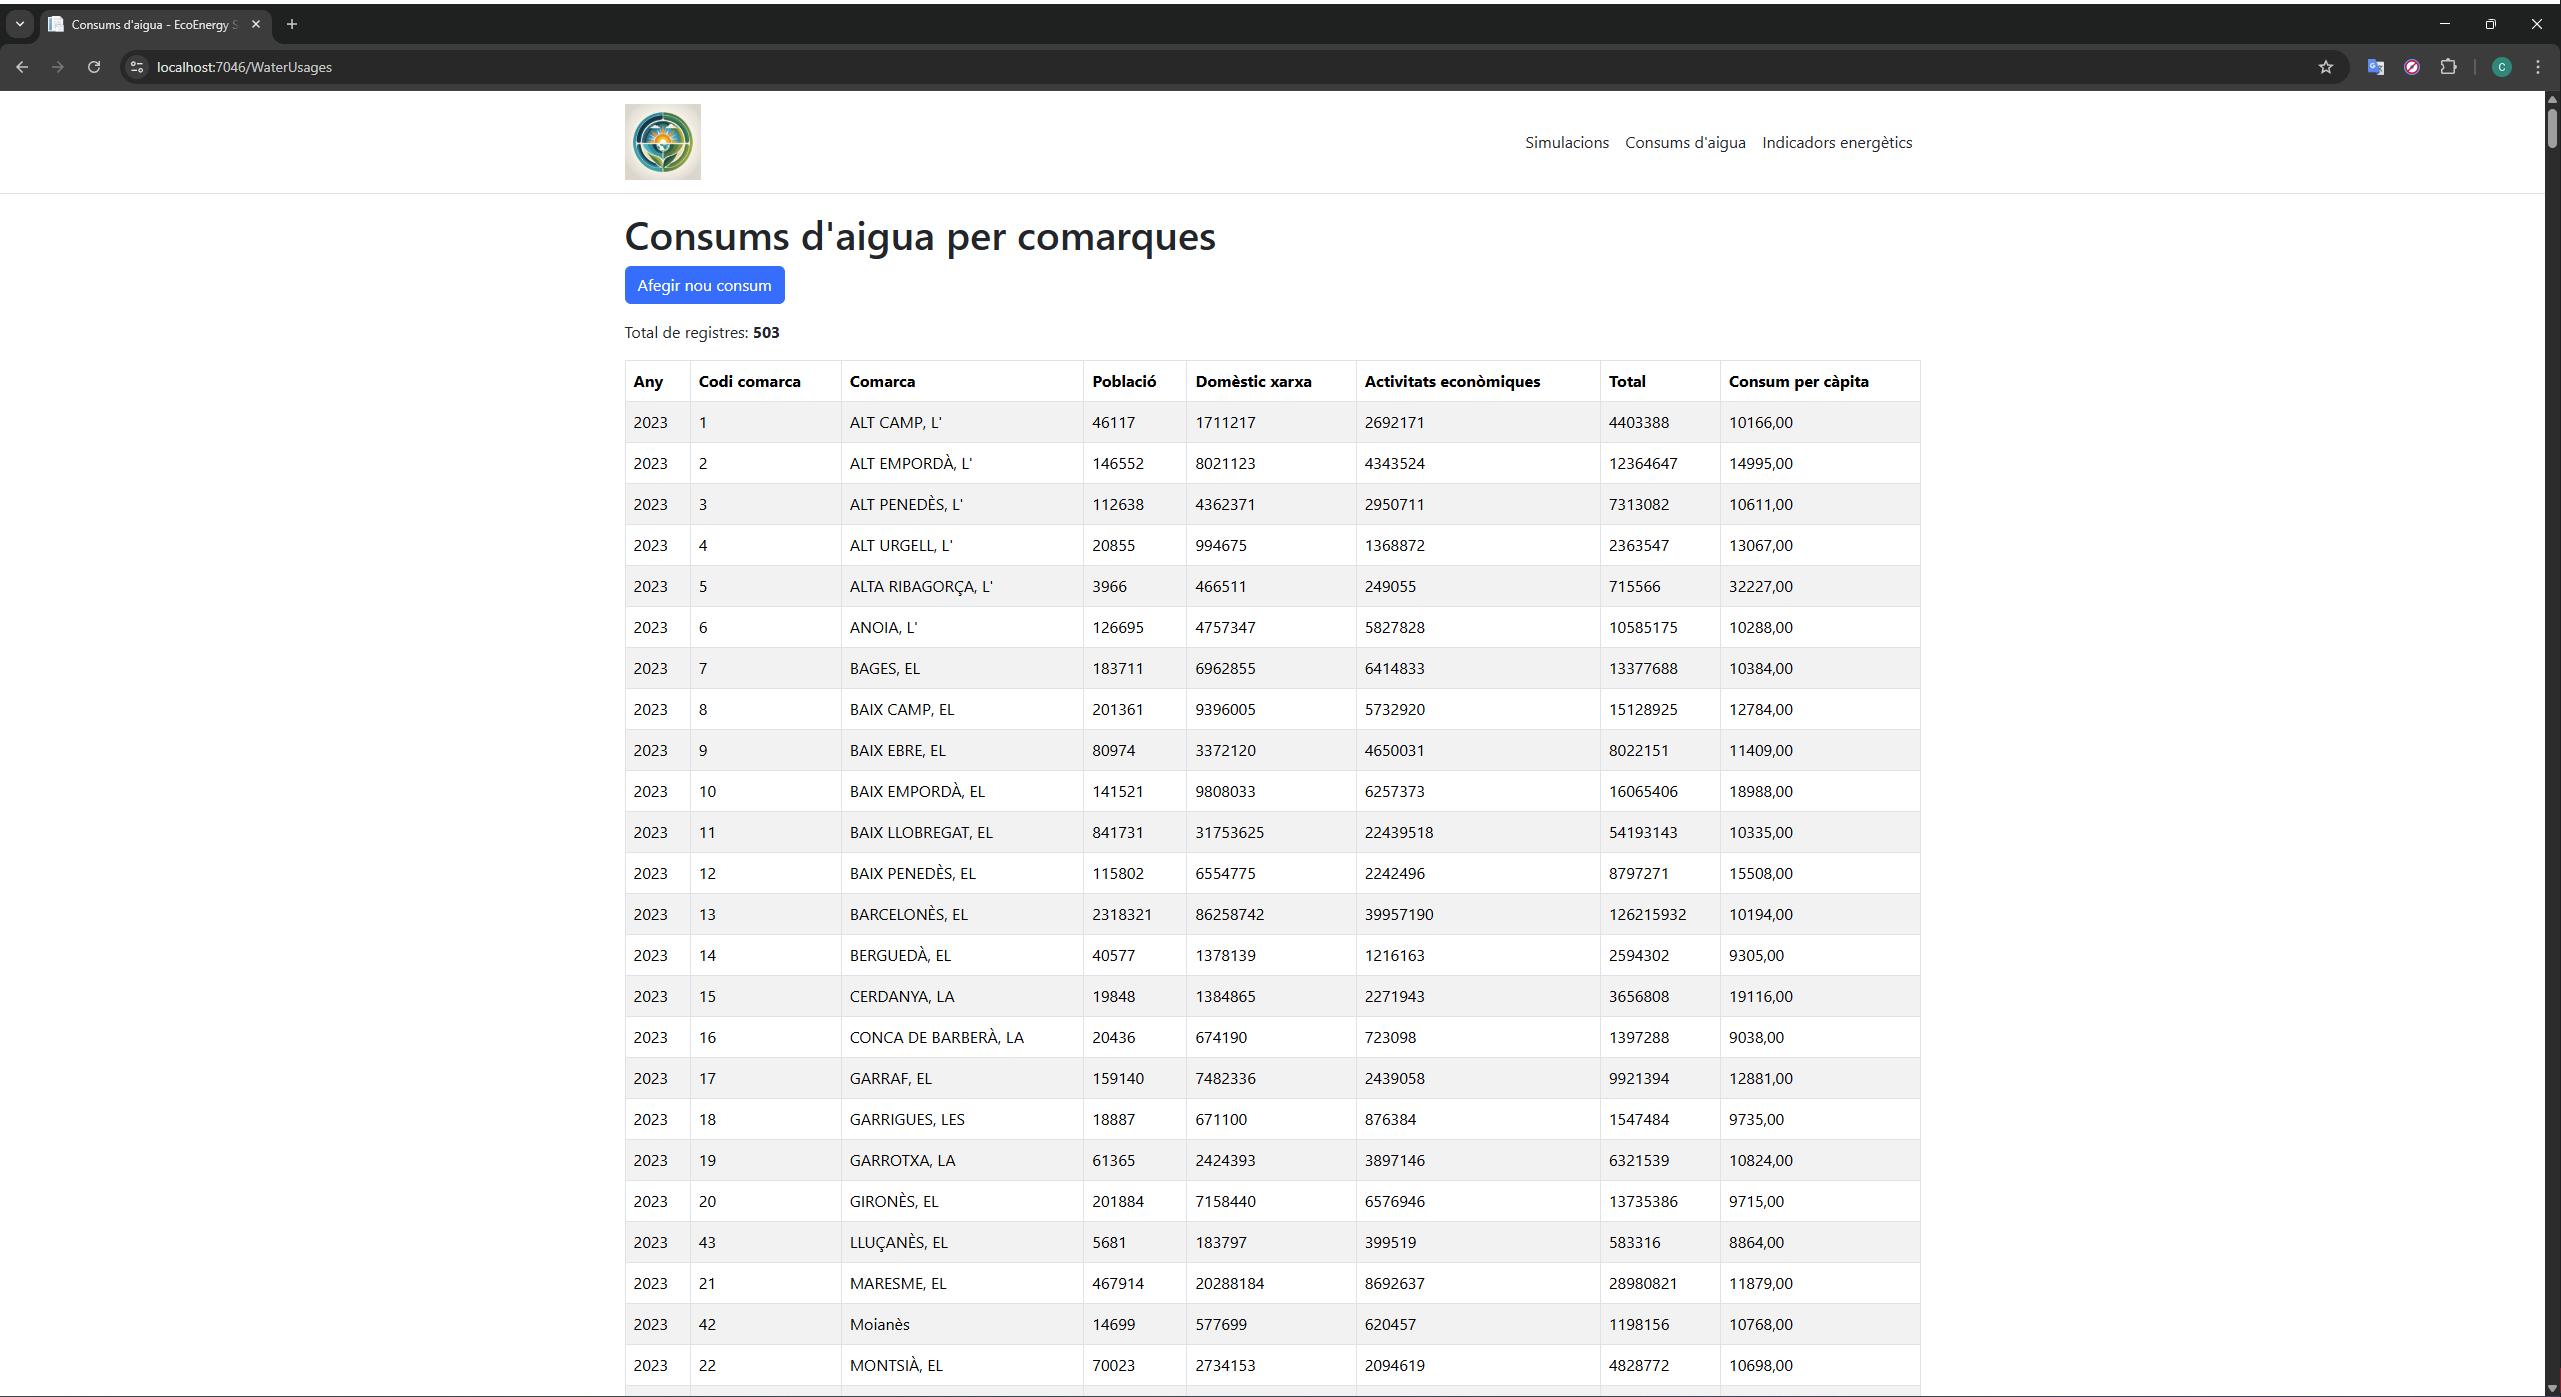 Consums d'aigua - EcoEnergy S
localhost:7046/WaterUsages
C
Simulacions Consums d'aigua Indicadors energètics
Consums d'aigua per comarques
Afegir nou consum
Total de registres: 503
Any Codi comarca Comarca Població Domèstic xarxa Activitats econòmiques Total Consum per càpita
2023 1 ALT CAMP, L' 46117 1711217 2692171 4403388 10166,00
2023 2 ALT EMPORDÀ, L' 146552 8021123 4343524 12364647 14995,00
2023 3 ALT PENEDÈS, L' 112638 4362371 2950711 7313082 10611,00
2023 4 ALT URGELL, L' 20855 994675 1368872 2363547 13067,00
2023 5 ALTA RIBAGORÇA, L' 3966 466511 249055 715566 32227,00
2023 6 ANOIA, L' 126695 4757347 5827828 10585175 10288,00
2023 7 BAGES, EL 183711 6962855 6414833 13377688 10384,00
2023 8 BAIX CAMP, EL 201361 9396005 5732920 15128925 12784,00
2023 9 BAIX EBRE, EL 80974 3372120 4650031 8022151 11409,00
2023 10 BAIX EMPORDÀ, EL 141521 9808033 6257373 16065406 18988,00
2023 11 BAIX LLOBREGAT, EL 841731 31753625 22439518 54193143 10335,00
2023 12 BAIX PENEDÈS, EL 115802 6554775 2242496 8797271 15508,00
2023 13 BARCELONÈS, EL 2318321 86258742 39957190 126215932 10194,00
2023 14 BERGUEDÀ, EL 40577 1378139 1216163 2594302 9305,00
2023 15 CERDANYA, LA 19848 1384865 2271943 3656808 19116,00
2023 16 CONCA DE BARBERÀ, LA 20436 674190 723098 1397288 9038,00
2023 17 GARRAF, EL 159140 7482336 2439058 9921394 12881,00
2023 18 GARRIGUES, LES 18887 671100 876384 1547484 9735,00
2023 19 GARROTXA, LA 61365 2424393 3897146 6321539 10824,00
2023 20 GIRONÈS, EL 201884 7158440 6576946 13735386 9715,00
2023 43 LLUÇANÈS, EL 5681 183797 399519 583316 8864,00
2023 21 MARESME, EL 467914 20288184 8692637 28980821 11879,00
2023 42 Moianès 14699 577699 620457 1198156 10768,00
2023 22 MONTSIÀ, EL 70023 2734153 2094619 4828772 10698,00